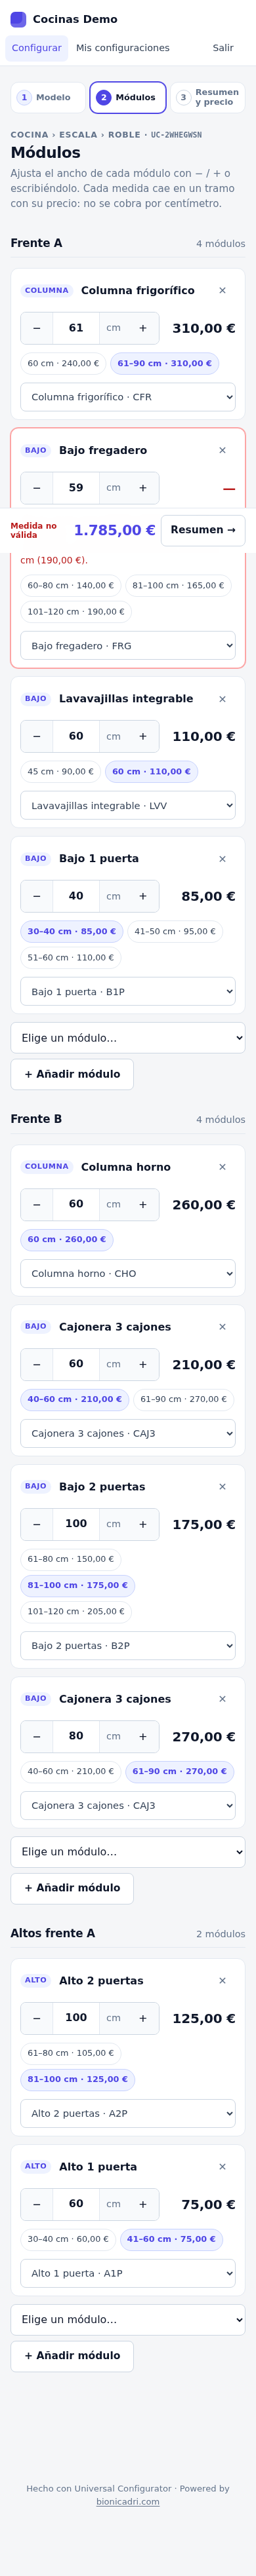 Cocinas Demo
Configurar Mis configuraciones Salir
1 Modelo 2 Módulos 3 Resumen y precio
COCINA › ESCALA › ROBLE · UC-2WHEGWSN
Módulos
Ajusta el ancho de cada módulo con − / + o
escribiéndolo. Cada medida cae en un tramo
con su precio: no se cobra por centímetro.
Frente A 4 módulos
COLUMNA Columna frigorífico ×
− 61 cm + 310,00 €
60 cm · 240,00 € 61–90 cm · 310,00 €
Columna frigorífico · CFR
BAJO Bajo fregadero ×
− 59 cm + —
Medida no válida 1.785,00 € Resumen →
cm (190,00 €).
60–80 cm · 140,00 € 81–100 cm · 165,00 €
101–120 cm · 190,00 €
Bajo fregadero · FRG
BAJO Lavavajillas integrable ×
− 60 cm + 110,00 €
45 cm · 90,00 € 60 cm · 110,00 €
Lavavajillas integrable · LVV
BAJO Bajo 1 puerta ×
− 40 cm + 85,00 €
30–40 cm · 85,00 € 41–50 cm · 95,00 €
51–60 cm · 110,00 €
Bajo 1 puerta · B1P
Elige un módulo…
+ Añadir módulo
Frente B 4 módulos
COLUMNA Columna horno ×
− 60 cm + 260,00 €
60 cm · 260,00 €
Columna horno · CHO
BAJO Cajonera 3 cajones ×
− 60 cm + 210,00 €
40–60 cm · 210,00 € 61–90 cm · 270,00 €
Cajonera 3 cajones · CAJ3
BAJO Bajo 2 puertas ×
− 100 cm + 175,00 €
61–80 cm · 150,00 €
81–100 cm · 175,00 €
101–120 cm · 205,00 €
Bajo 2 puertas · B2P
BAJO Cajonera 3 cajones ×
− 80 cm + 270,00 €
40–60 cm · 210,00 € 61–90 cm · 270,00 €
Cajonera 3 cajones · CAJ3
Elige un módulo…
+ Añadir módulo
Altos frente A 2 módulos
ALTO Alto 2 puertas ×
− 100 cm + 125,00 €
61–80 cm · 105,00 €
81–100 cm · 125,00 €
Alto 2 puertas · A2P
ALTO Alto 1 puerta ×
− 60 cm + 75,00 €
30–40 cm · 60,00 € 41–60 cm · 75,00 €
Alto 1 puerta · A1P
Elige un módulo…
+ Añadir módulo
Hecho con Universal Configurator · Powered by
bionicadri.com